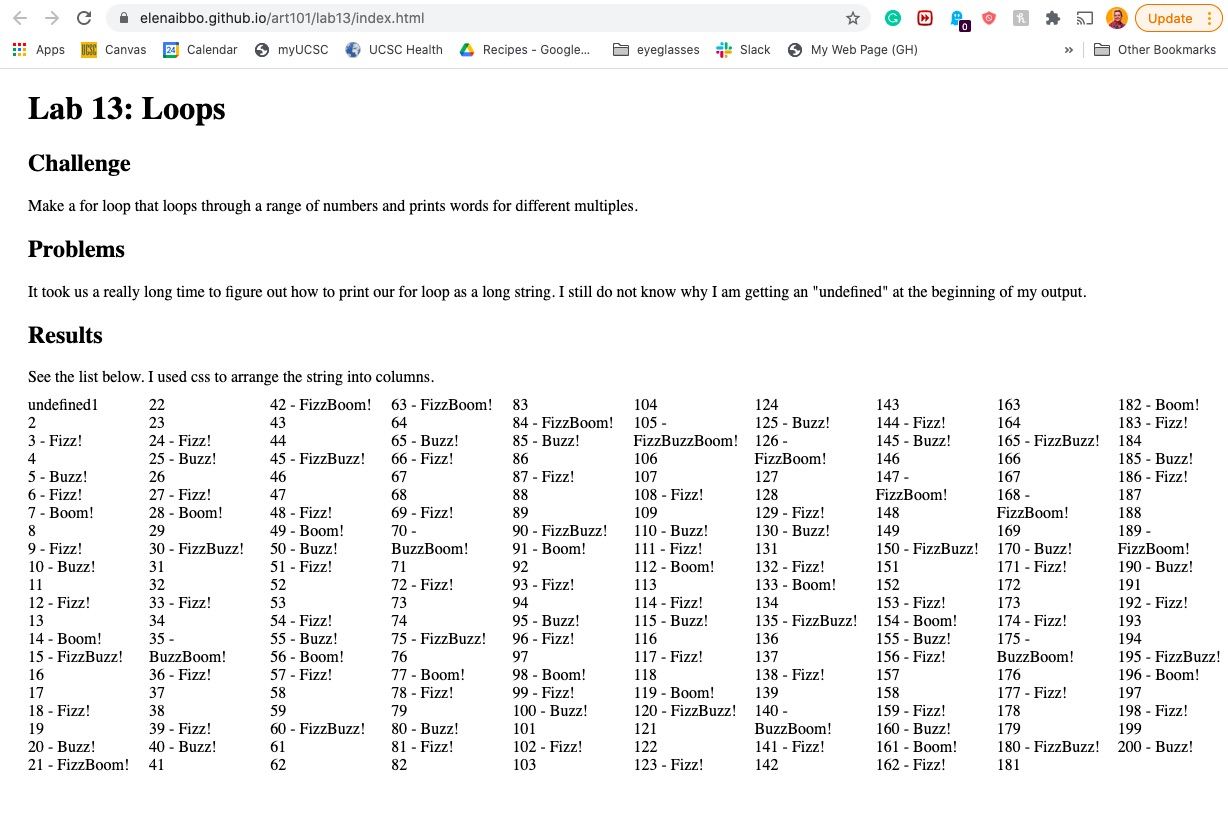 elenaibbo.github.io/art101/lab13/index.html
0
Update
Apps
UCSC
Canvas
24
Calendar
myUCSC
UCSC Health
Recipes - Google...
eyeglasses
Slack
My Web Page (GH)
»
Other Bookmarks
Lab 13: Loops
Challenge
Make a for loop that loops through a range of numbers and prints words for different multiples.
Problems
It took us a really long time to figure out how to print our for loop as a long string. I still do not know why I am getting an "undefined" at the beginning of my output.
Results
See the list below. I used css to arrange the string into columns.
undefined1
2
3 - Fizz!
4
5 - Buzz!
6 - Fizz!
7 - Boom!
8
9 - Fizz!
10 - Buzz!
11
12 - Fizz!
13
14 - Boom!
15 - FizzBuzz!
16
17
18 - Fizz!
19
20 - Buzz!
21 - FizzBoom!
22
23
24 - Fizz!
25 - Buzz!
26
27 - Fizz!
28 - Boom!
29
30 - FizzBuzz!
31
32
33 - Fizz!
34
35 -
BuzzBoom!
36 - Fizz!
37
38
39 - Fizz!
40 - Buzz!
41
42 - FizzBoom!
43
44
45 - FizzBuzz!
46
47
48 - Fizz!
49 - Boom!
50 - Buzz!
51 - Fizz!
52
53
54 - Fizz!
55 - Buzz!
56 - Boom!
57 - Fizz!
58
59
60 - FizzBuzz!
61
62
63 - FizzBoom!
64
65 - Buzz!
66 - Fizz!
67
68
69 - Fizz!
70 -
BuzzBoom!
71
72 - Fizz!
73
74
75 - FizzBuzz!
76
77 - Boom!
78 - Fizz!
79
80 - Buzz!
81 - Fizz!
82
83
84 - FizzBoom!
85 - Buzz!
86
87 - Fizz!
88
89
90 - FizzBuzz!
91 - Boom!
92
93 - Fizz!
94
95 - Buzz!
96 - Fizz!
97
98 - Boom!
99 - Fizz!
100 - Buzz!
101
102 - Fizz!
103
104
105 -
FizzBuzzBoom!
106
107
108 - Fizz!
109
110 - Buzz!
111 - Fizz!
112 - Boom!
113
114 - Fizz!
115 - Buzz!
116
117 - Fizz!
118
119 - Boom!
120 - FizzBuzz!
121
122
123 - Fizz!
124
125 - Buzz!
126 -
FizzBoom!
127
128
129 - Fizz!
130 - Buzz!
131
132 - Fizz!
133 - Boom!
134
135 - FizzBuzz!
136
137
138 - Fizz!
139
140 -
BuzzBoom!
141 - Fizz!
142
143
144 - Fizz!
145 - Buzz!
146
147 -
FizzBoom!
148
149
150 - FizzBuzz!
151
152
153 - Fizz!
154 - Boom!
155 - Buzz!
156 - Fizz!
157
158
159 - Fizz!
160 - Buzz!
161 - Boom!
162 - Fizz!
163
164
165 - FizzBuzz!
166
167
168 -
FizzBoom!
169
170 - Buzz!
171 - Fizz!
172
173
174 - Fizz!
175 -
BuzzBoom!
176
177 - Fizz!
178
179
180 - FizzBuzz!
181
182 - Boom!
183 - Fizz!
184
185 - Buzz!
186 - Fizz!
187
188
189 -
FizzBoom!
190 - Buzz!
191
192 - Fizz!
193
194
195 - FizzBuzz!
196 - Boom!
197
198 - Fizz!
199
200 - Buzz!